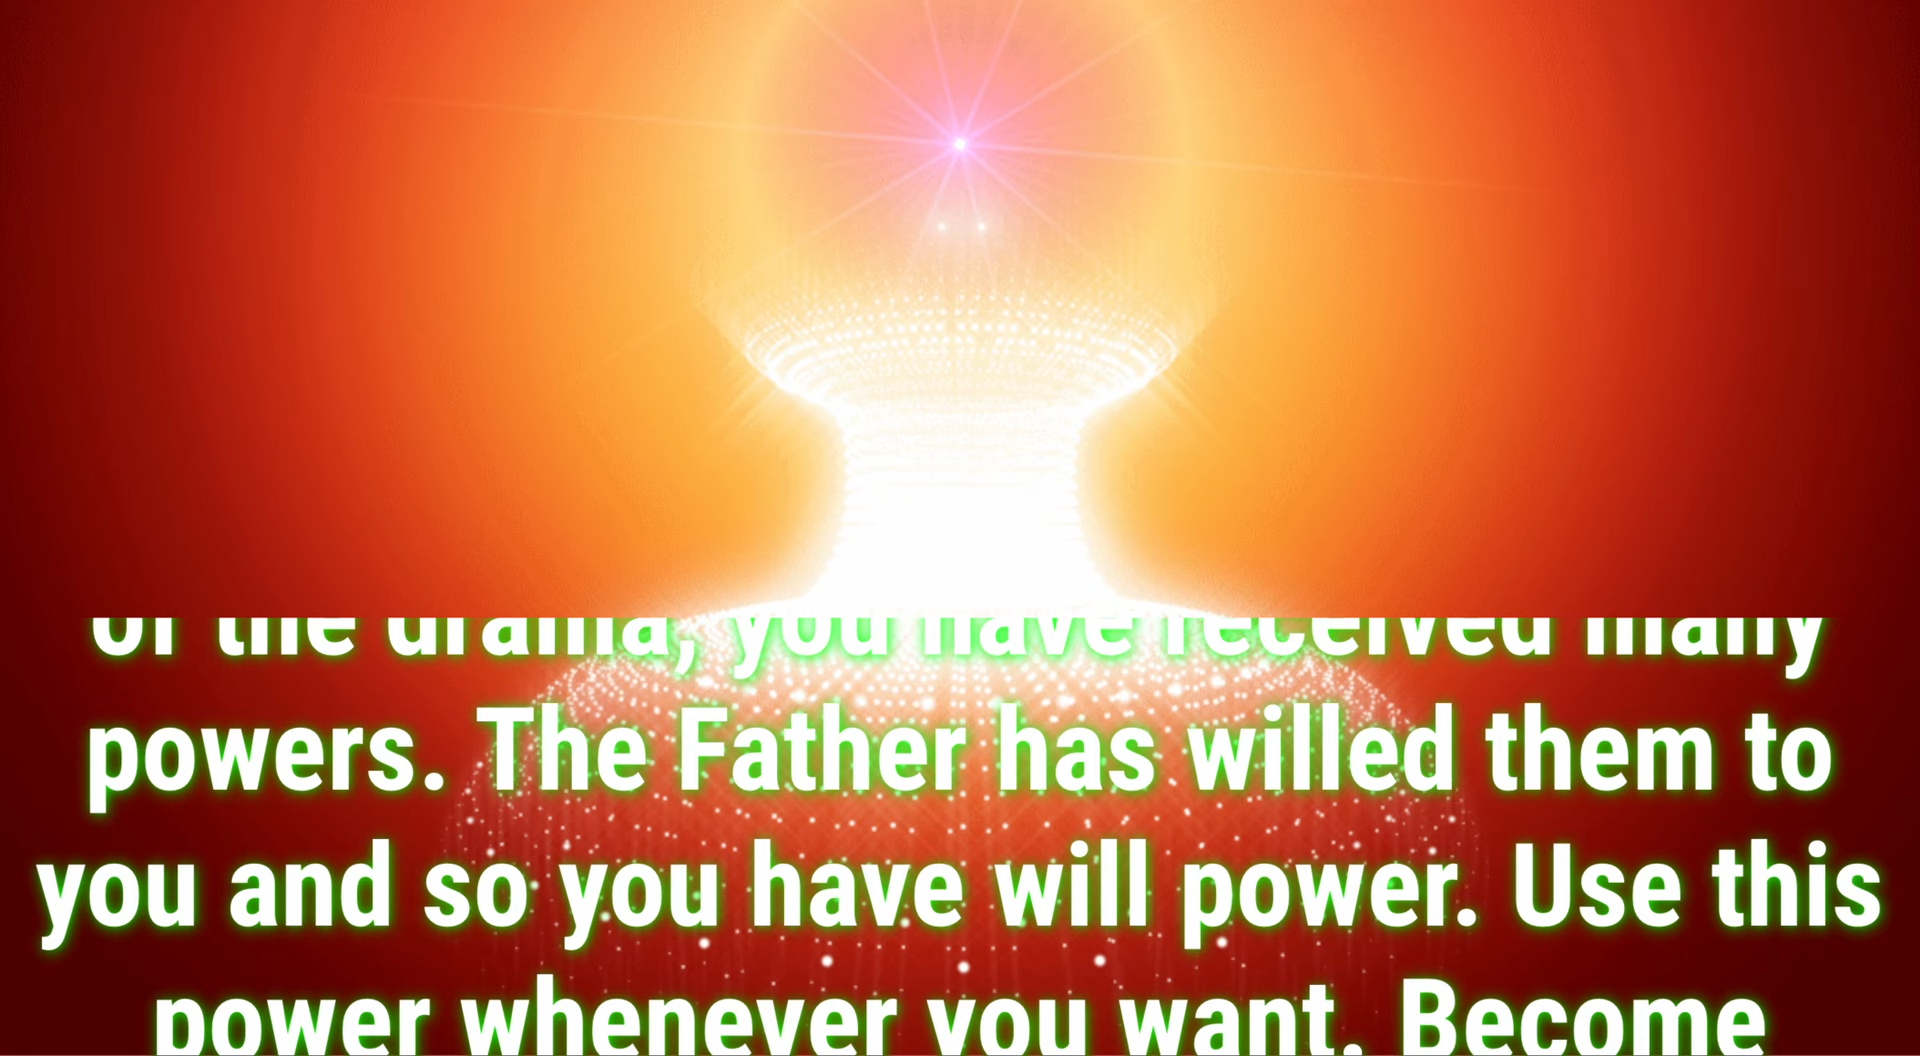 of the drama, you have received many
powers. The Father has willed them to
you and so you have will power. Use this
power whenever you want. Become